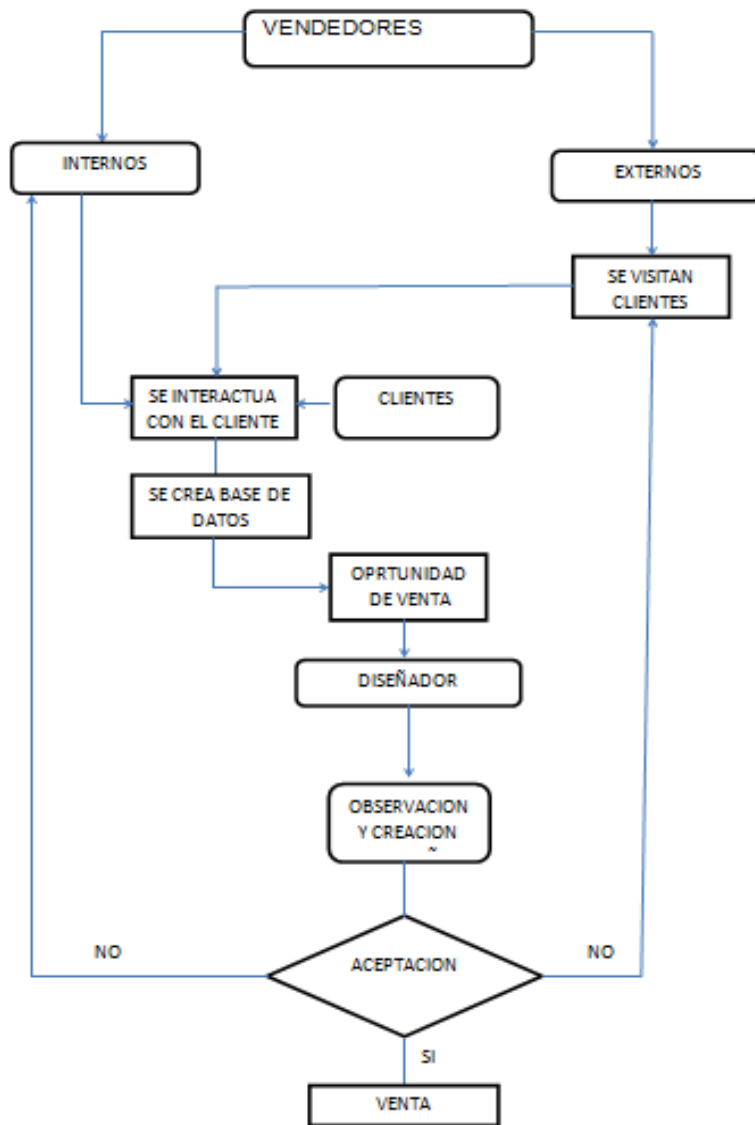 VENDEDORES
INTERNOS
EXTERNOS
SE VISITAN
CLIENTES
SE INTERACTUA
CON EL CLIENTE
CLIENTES
SE CREA BASE DE
DATOS
OPRTUNIDAD
DE VENTA
DISEÑADOR
OBSERVACION
Y CREACION
~
NO
ACEPTACION
NO
SI
VENTA